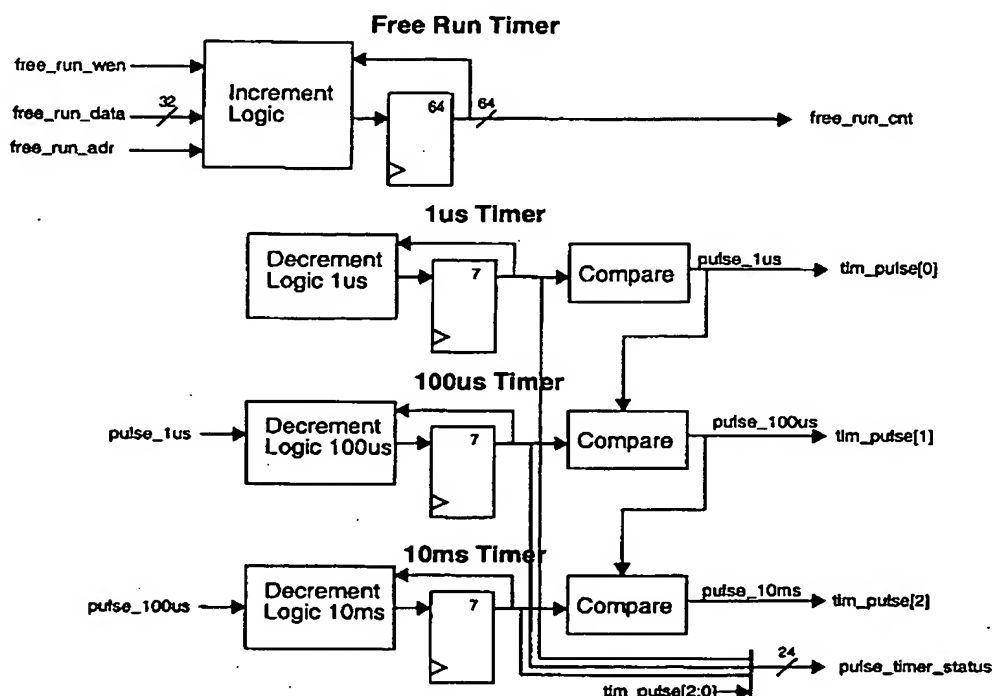 Free Run Timer
free_run_wen
free_run_data
32
free_run_adr
Increment
Logic
64
64
free_run_cnt
1us Timer
Decrement
Logic 1us
7
Compare
pulse_1us
tim_pulse[0]
100us Timer
pulse_1us
Decrement
Logic 100us
7
Compare
pulse_100us
tim_pulse[1]
10ms Timer
pulse_100us
Decrement
Logic 10ms
7
Compare
pulse_10ms
tim_pulse[2]
24
pulse_timer_status
tim_pulse[2:0]